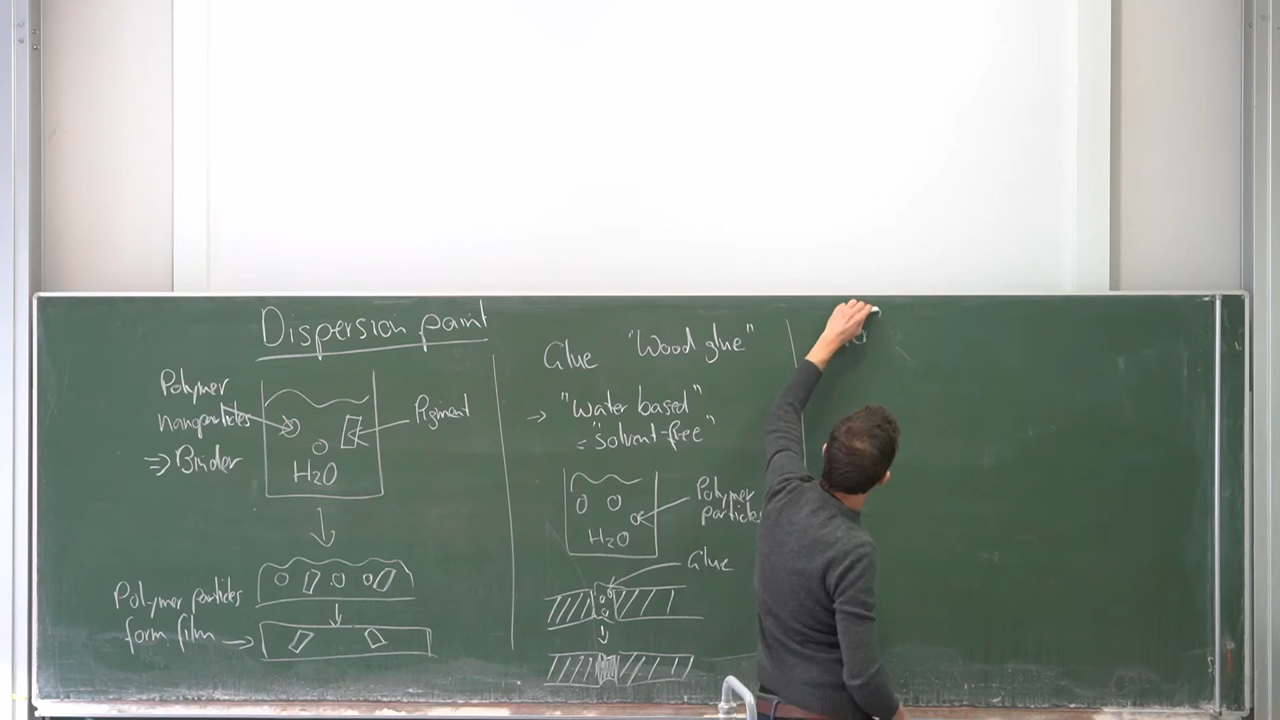 Dispersion paint
Polymer
nanoparticles
=> Binder
Pigment
H2O
Polymer particles
form film →
Glue "Wood glue"
→ "Water based"
= "Solvent-free"
Polymer
particles
H2O
Glue